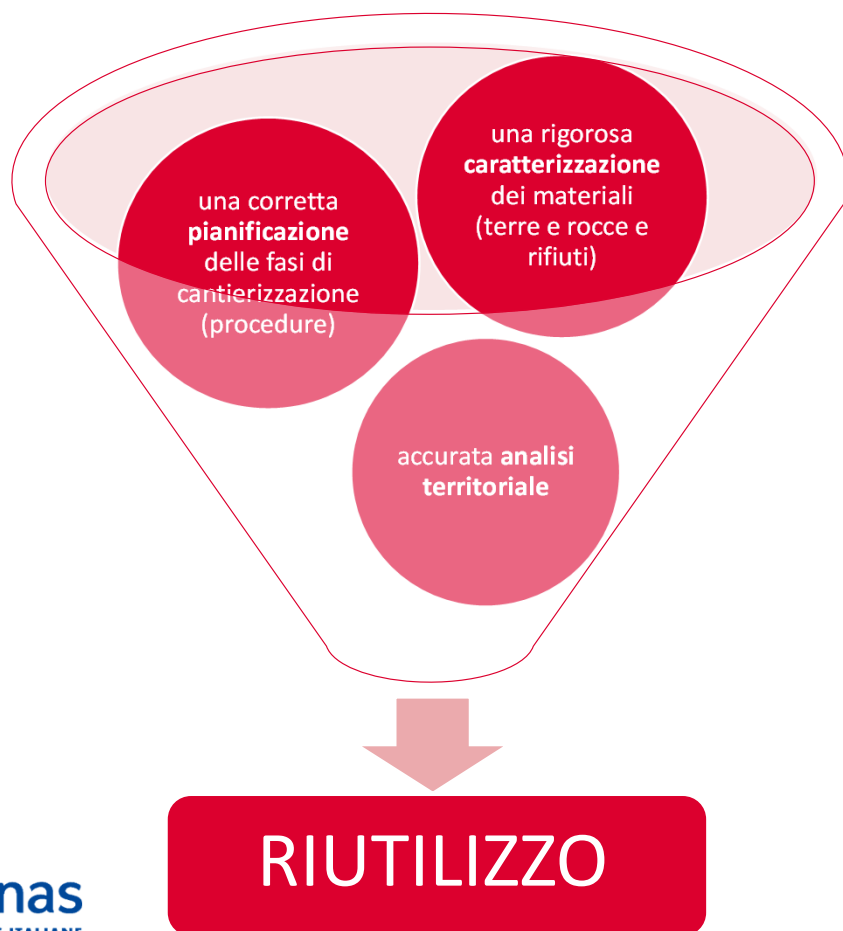 una rigorosa
caratterizzazione
dei materiali
(terre e rocce e
rifiuti)
una corretta
pianificazione
delle fasi di
cantierizzazione
(procedure)
accurata analisi
territoriale
RIUTILIZZO
nas
ITALIANE